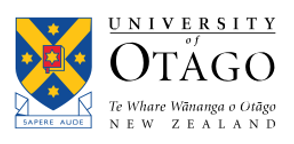 UNIVERSITY
of
OTAGO
Te Whare Wānanga o Otāgo
NEW ZEALAND
SAPERE AUDE